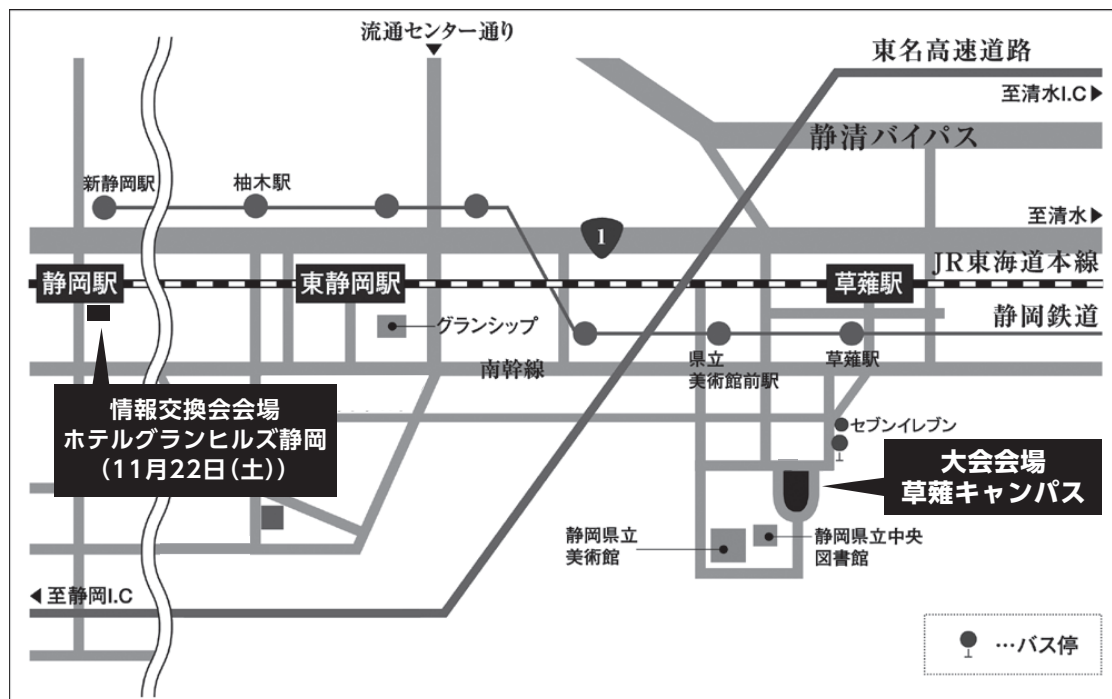 流通センター通り
東名高速道路
至清水I.C
静清バイパス
新静岡駅
柚木駅
至清水
1
JR東海道本線
静岡駅
東静岡駅
草薙駅
グランシップ
静岡鉄道
南幹線
県立
美術館前駅
草薙駅
情報交換会会場
ホテルグランヒルズ静岡
(11月22日(土))
セブンイレブン
大会会場
草薙キャンパス
静岡県立
美術館
静岡県立中央
図書館
至静岡I.C
…バス停